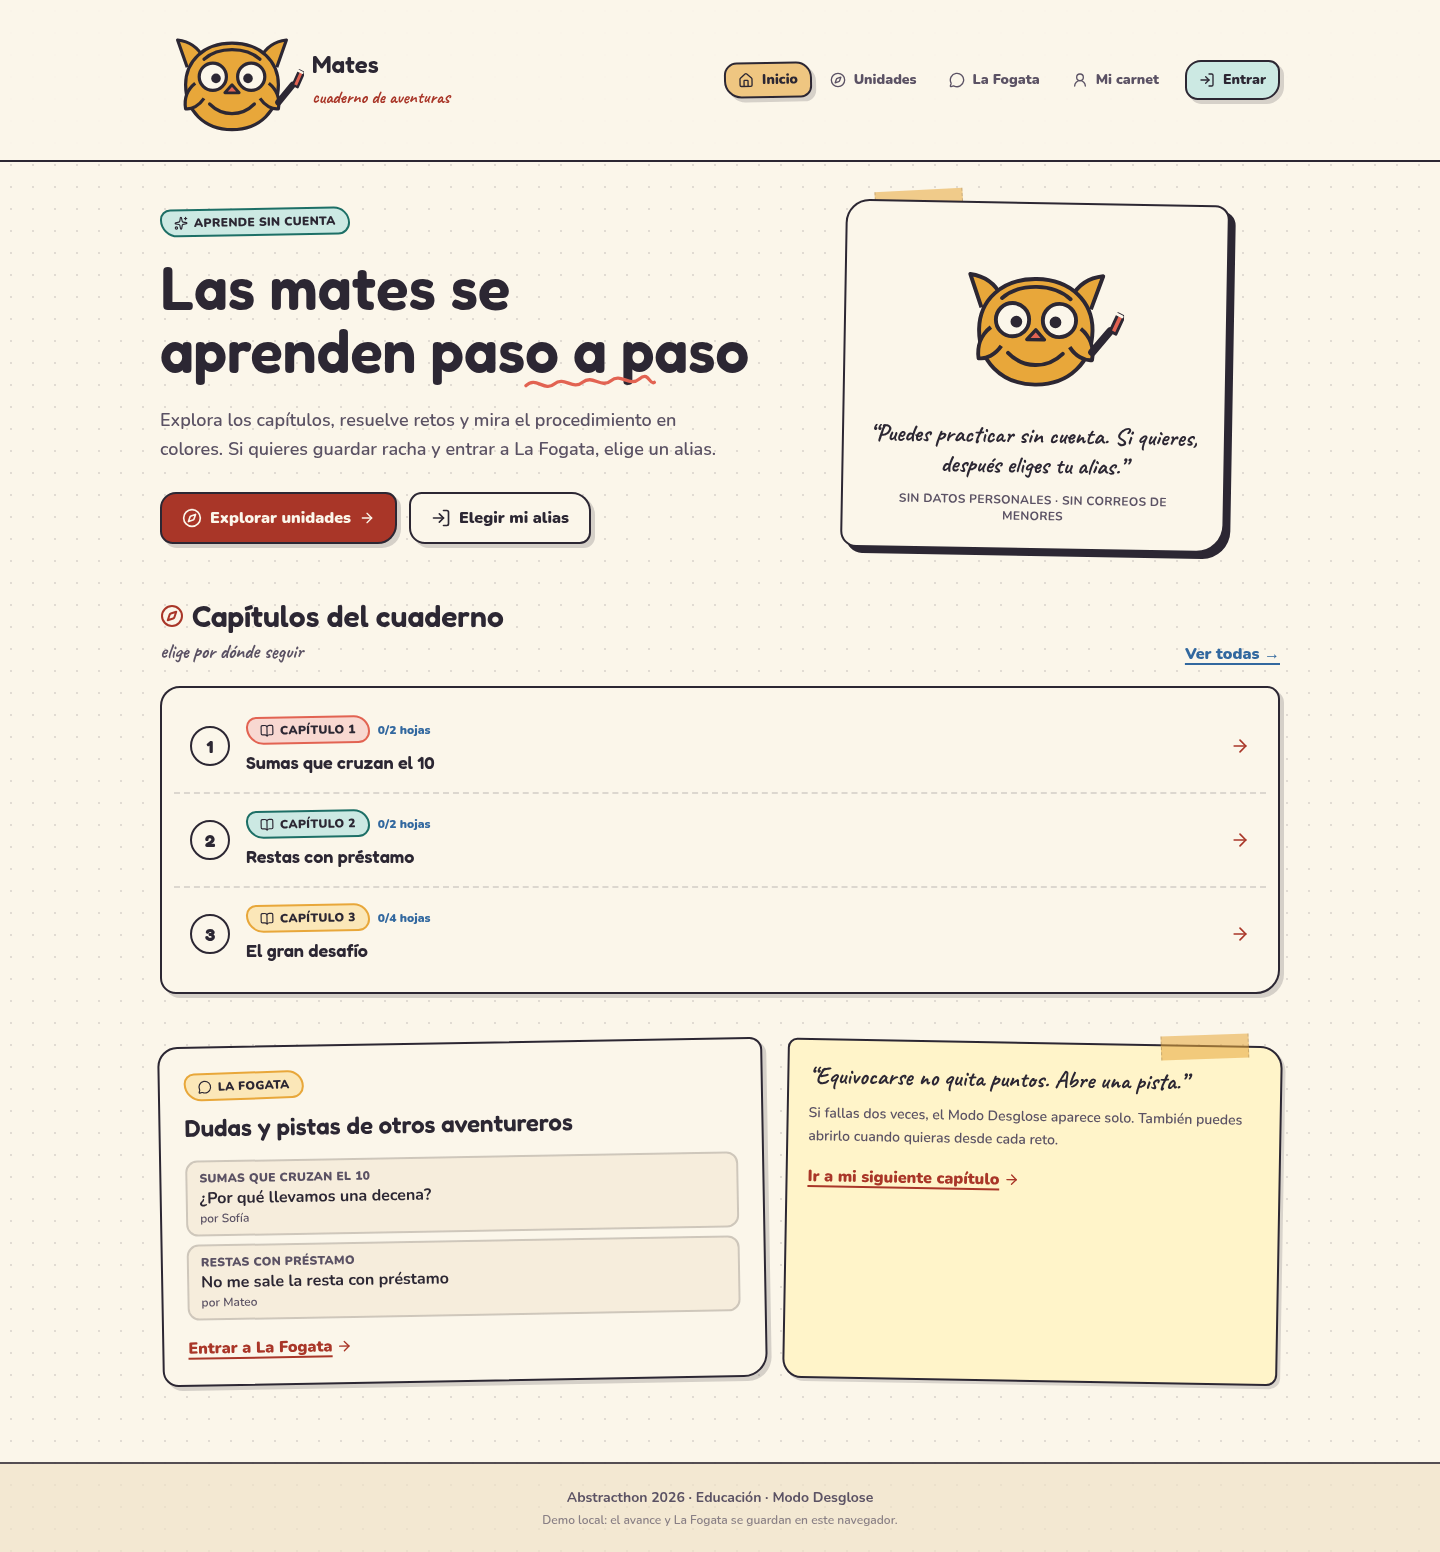 Mates
cuaderno de aventuras
Inicio
Unidades
La Fogata
Mi carnet
Entrar
APRENDE SIN CUENTA
Las mates se
aprenden paso a paso
Explora los capítulos, resuelve retos y mira el procedimiento en
colores. Si quieres guardar racha y entrar a La Fogata, elige un alias.
Explorar unidades →
Elegir mi alias
“Puedes practicar sin cuenta. Si quieres,
después eliges tu alias.”
SIN DATOS PERSONALES · SIN CORREOS DE
MENORES
Capítulos del cuaderno
elige por dónde seguir
Ver todas →
1
CAPÍTULO 1
0/2 hojas
Sumas que cruzan el 10
2
CAPÍTULO 2
0/2 hojas
Restas con préstamo
3
CAPÍTULO 3
0/4 hojas
El gran desafío
LA FOGATA
Dudas y pistas de otros aventureros
SUMAS QUE CRUZAN EL 10
¿Por qué llevamos una decena?
por Sofía
RESTAS CON PRÉSTAMO
No me sale la resta con préstamo
por Mateo
Entrar a La Fogata →
“Equivocarse no quita puntos. Abre una pista.”
Si fallas dos veces, el Modo Desglose aparece solo. También puedes
abrirlo cuando quieras desde cada reto.
Ir a mi siguiente capítulo →
Abstracthon 2026 · Educación · Modo Desglose
Demo local: el avance y La Fogata se guardan en este navegador.